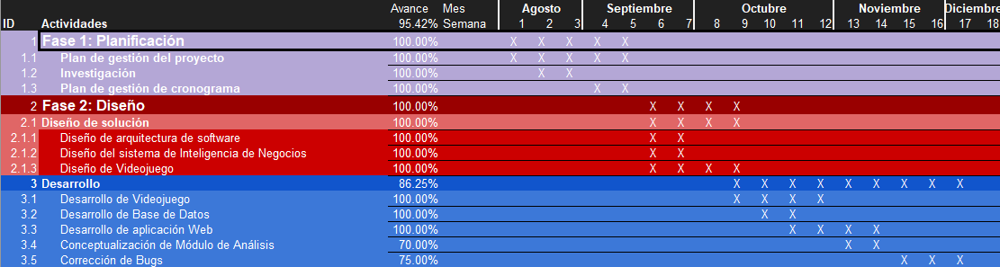 Avance Mes Agosto Septiembre Octubre Noviembre Diciembre
ID Actividades 95.42% Semana 1 2 3 4 5 6 7 8 9 10 11 12 13 14 15 16 17 18
1 Fase 1: Planificación 100.00% X X X X X
1.1 Plan de gestión del proyecto 100.00% X X X X X
1.2 Investigación 100.00% X X
1.3 Plan de gestión de cronograma 100.00% X X
2 Fase 2: Diseño 100.00% X X X X
2.1 Diseño de solución 100.00% X X X X
2.1.1 Diseño de arquitectura de software 100.00% X X
2.1.2 Diseño del sistema de Inteligencia de Negocios 100.00% X X
2.1.3 Diseño de Videojuego 100.00% X X X X
3 Desarrollo 86.25% X X X X X X X X X
3.1 Desarrollo de Videojuego 100.00% X X X X
3.2 Desarrollo de Base de Datos 100.00% X X
3.3 Desarrollo de aplicación Web 100.00% X X X X
3.4 Conceptualización de Módulo de Análisis 70.00% X X
3.5 Corrección de Bugs 75.00% X X X